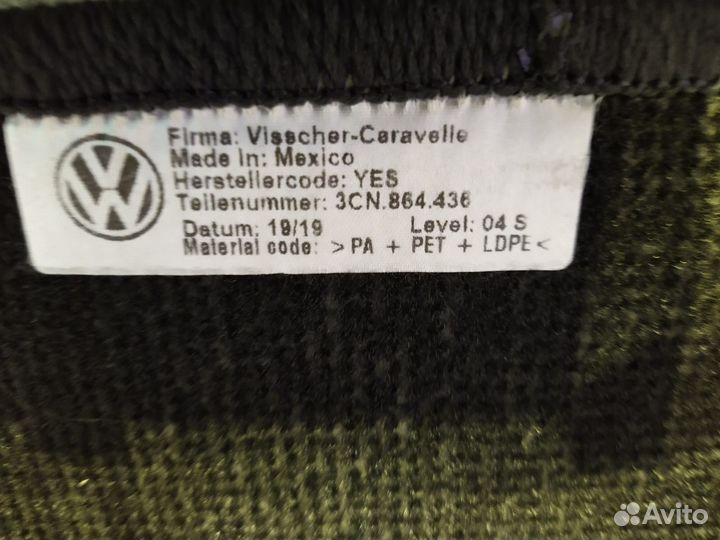 Firma: Visscher-Caravelle
Made In: Mexico
Herstellercode: YES
Teilenummer: 3CN.864.436
Datum: 19/19 Level: 04 S
Material code: >PA + PET + LDPE<
Avito